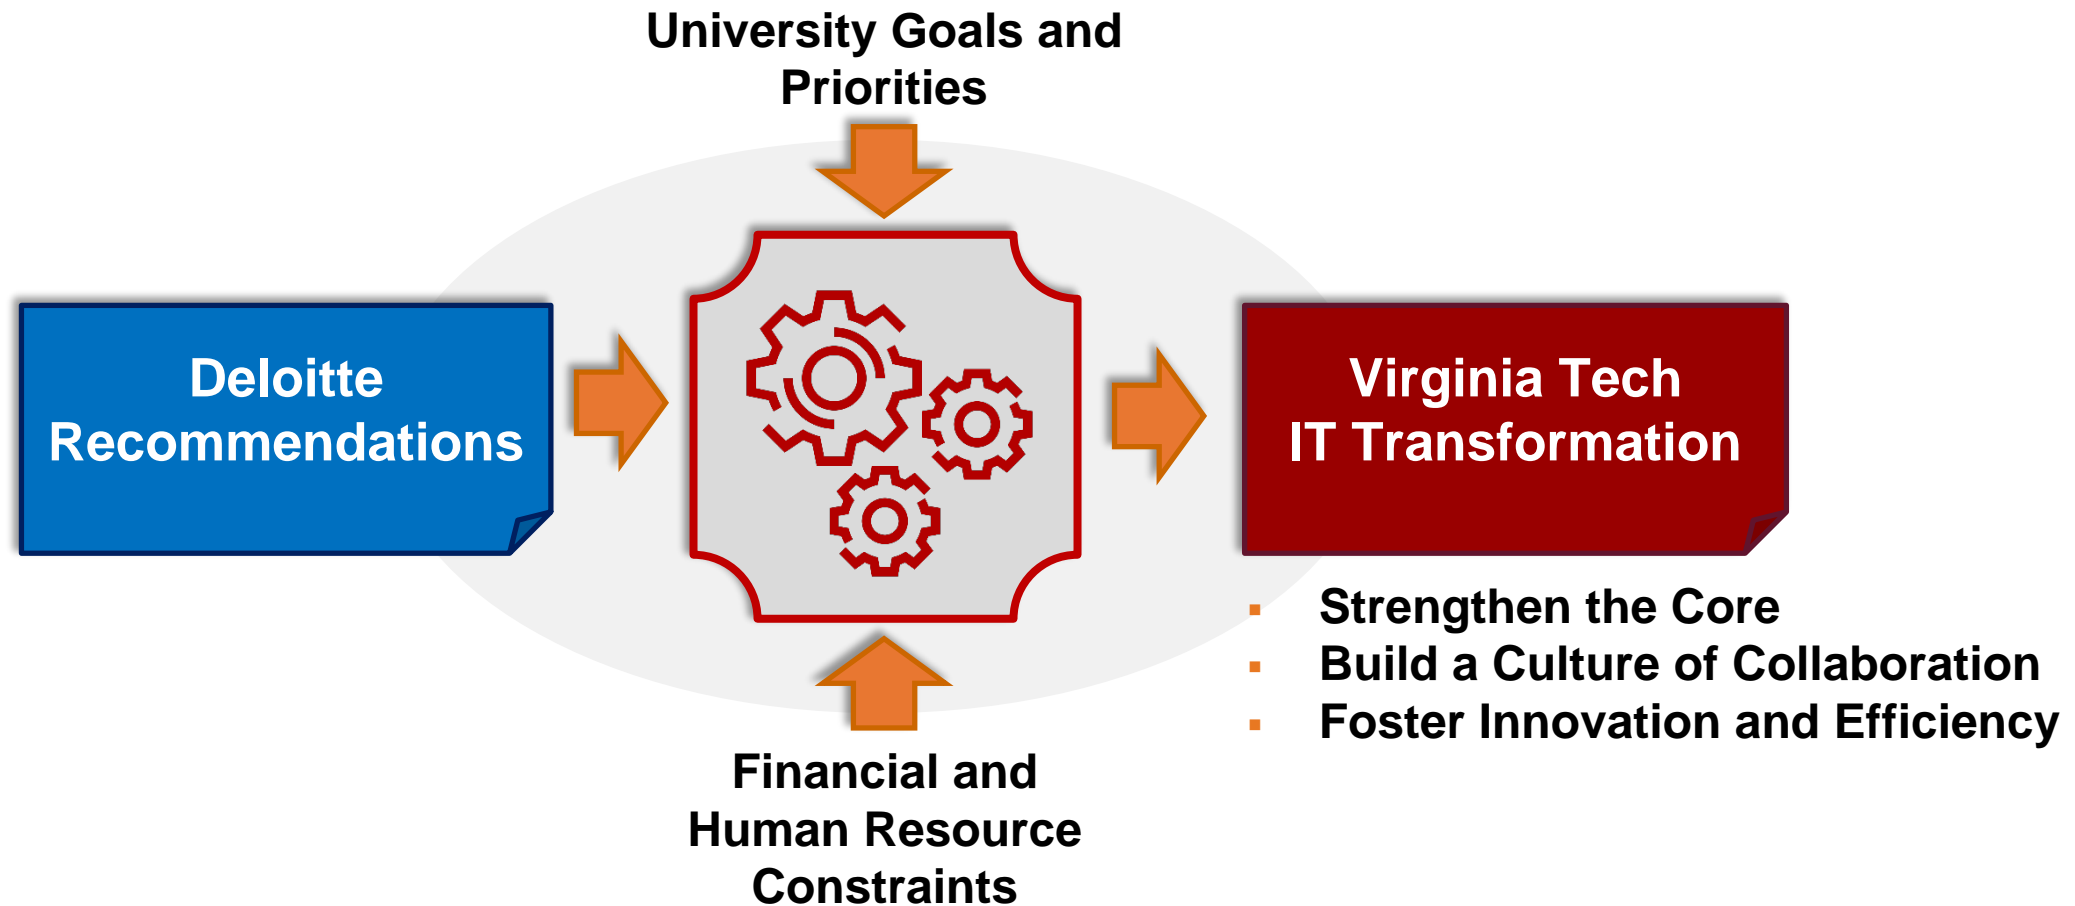 University Goals and
Priorities
Deloitte
Recommendations
Virginia Tech
IT Transformation
▪ Strengthen the Core
▪ Build a Culture of Collaboration
▪ Foster Innovation and Efficiency
Financial and
Human Resource
Constraints